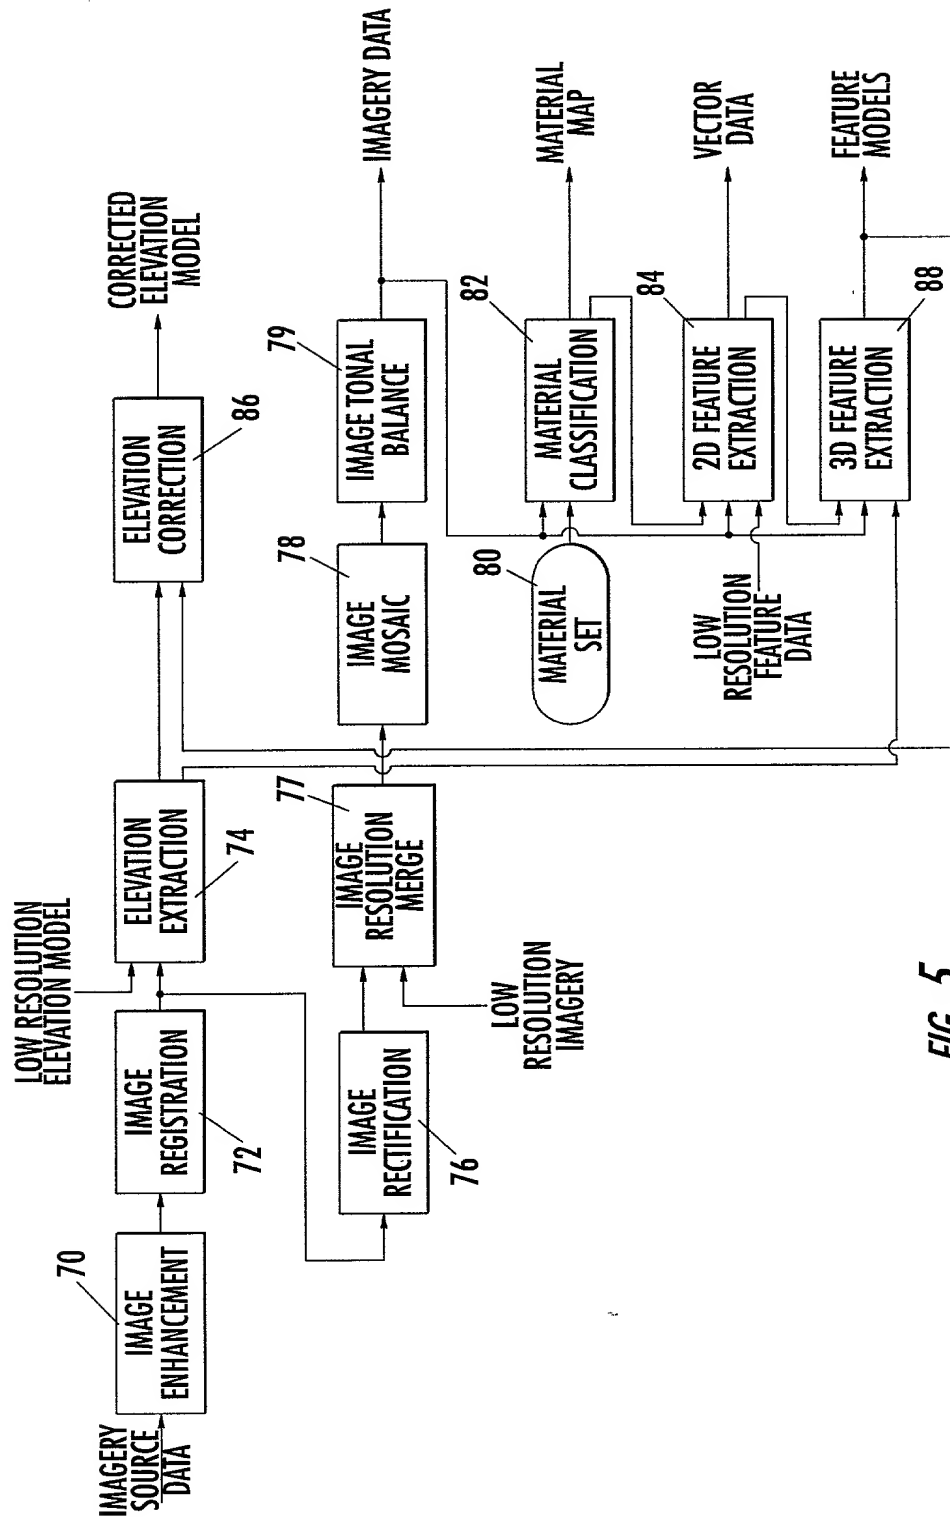 IMAGERY
SOURCE
DATA
70
IMAGE
ENHANCEMENT
IMAGE
REGISTRATION
72
LOW RESOLUTION
ELEVATION MODEL
ELEVATION
EXTRACTION
74
ELEVATION
CORRECTION
86
CORRECTED
ELEVATION
MODEL
IMAGE
RECTIFICATION
76
LOW
RESOLUTION
IMAGERY
77
IMAGE
RESOLUTION
MERGE
78
IMAGE
MOSAIC
79
IMAGE TONAL
BALANCE
IMAGERY DATA
80
MATERIAL
SET
82
MATERIAL
CLASSIFICATION
MATERIAL
MAP
LOW
RESOLUTION
FEATURE
DATA
84
2D FEATURE
EXTRACTION
VECTOR
DATA
3D FEATURE
EXTRACTION
88
FEATURE
MODELS
FIG. 5